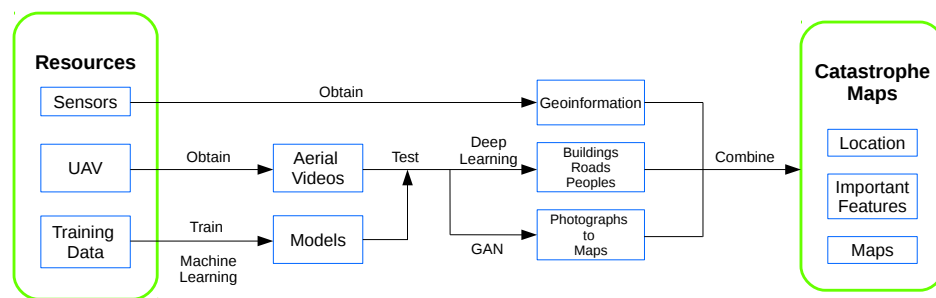 Resources
Sensors
UAV
Training
Data
Obtain
Obtain
Train
Machine
Learning
Aerial
Videos
Models
Test
Deep
Learning
GAN
Geoinformation
Buildings
Roads
Peoples
Photographs
to
Maps
Combine
Catastrophe
Maps
Location
Important
Features
Maps